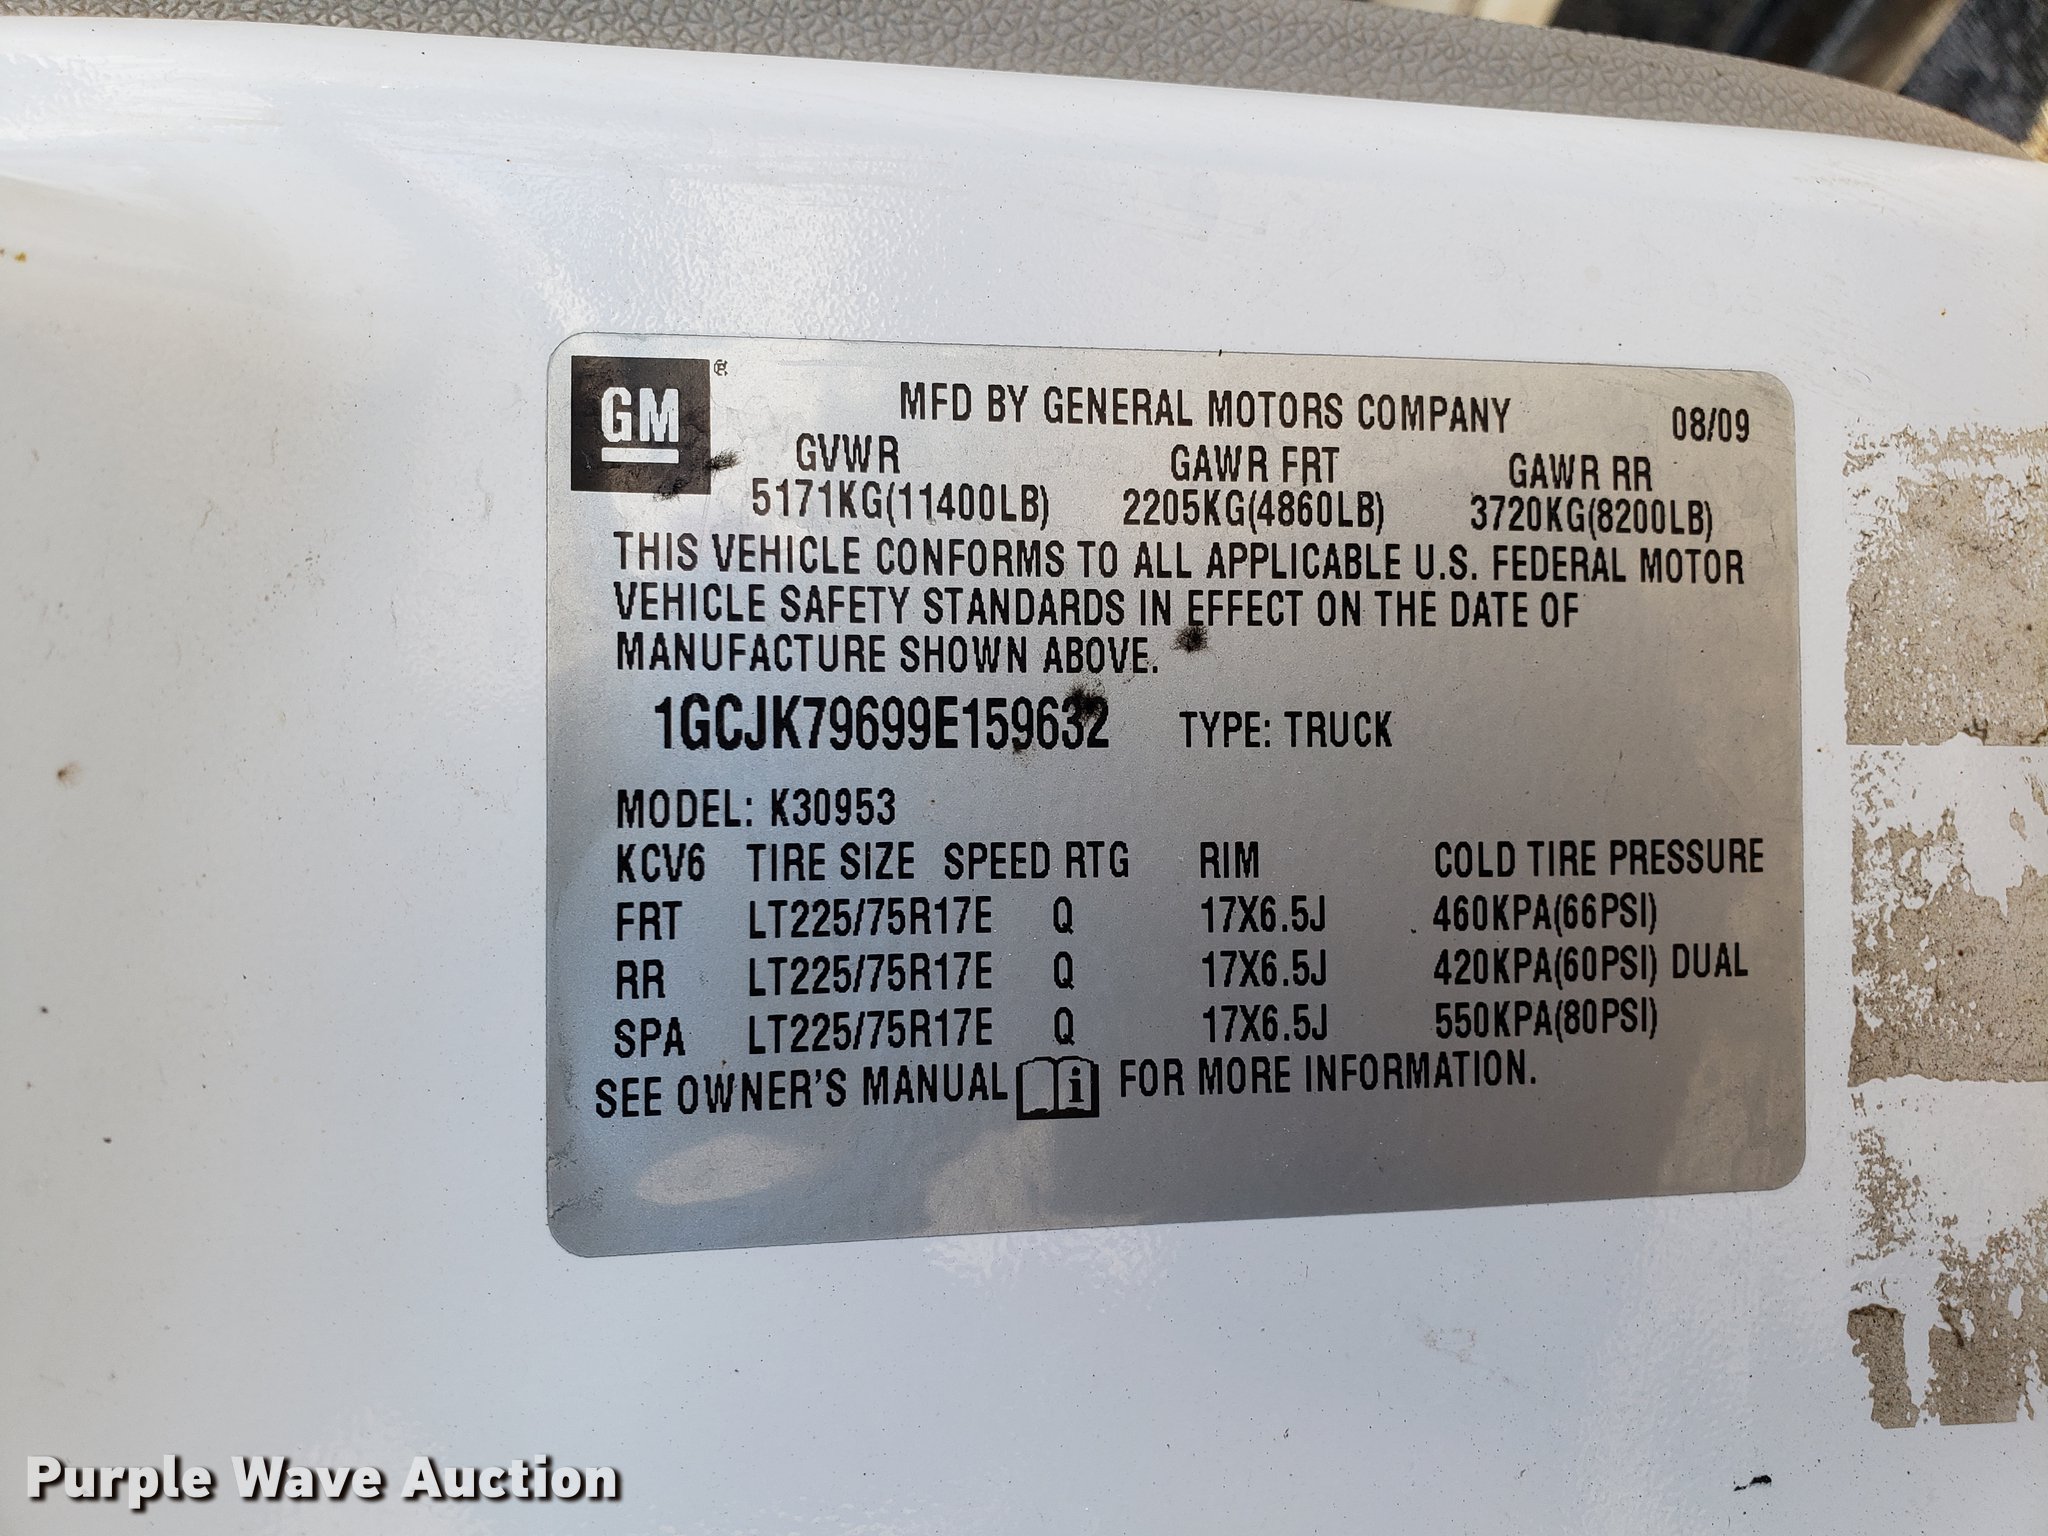 GM ®
MFD BY GENERAL MOTORS COMPANY 08/09
GVWR GAWR FRT GAWR RR
5171KG(11400LB) 2205KG(4860LB) 3720KG(8200LB)
THIS VEHICLE CONFORMS TO ALL APPLICABLE U.S. FEDERAL MOTOR
VEHICLE SAFETY STANDARDS IN EFFECT ON THE DATE OF
MANUFACTURE SHOWN ABOVE.
1GCJK79699E159632 TYPE: TRUCK
MODEL: K30953
KCV6 TIRE SIZE SPEED RTG RIM COLD TIRE PRESSURE
FRT LT225/75R17E Q 17X6.5J 460KPA(66PSI)
RR LT225/75R17E Q 17X6.5J 420KPA(60PSI) DUAL
SPA LT225/75R17E Q 17X6.5J 550KPA(80PSI)
SEE OWNER'S MANUAL i FOR MORE INFORMATION.
Purple Wave Auction